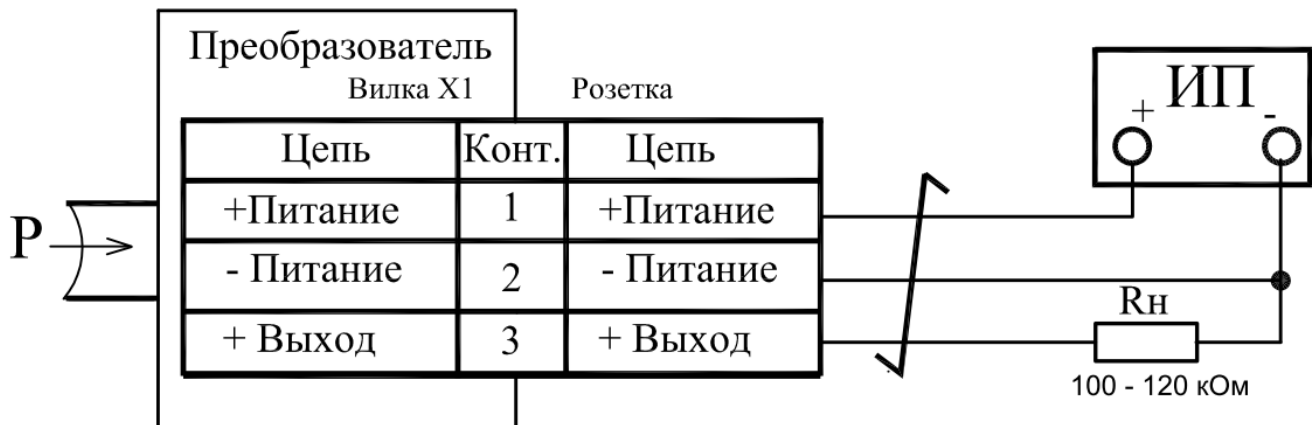 Преобразователь
Вилка X1 Розетка
ИП
+ -
Цепь Конт. Цепь
+Питание 1 +Питание
- Питание 2 - Питание
+ Выход 3 + Выход
P
Rн
100 - 120 кОм